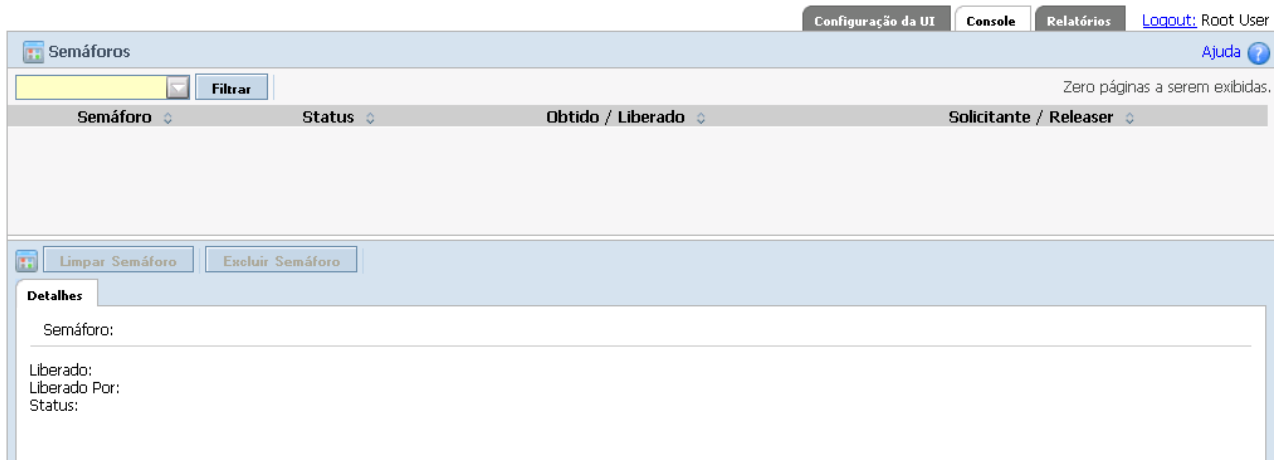 Configuração da UI Console Relatórios Logout: Root User
Semáforos Ajuda ?
Filtrar Zero páginas a serem exibidas.
Semáforo Status Obtido / Liberado Solicitante / Releaser
Limpar Semáforo Excluir Semáforo
Detalhes
Semáforo:
Liberado:
Liberado Por:
Status: